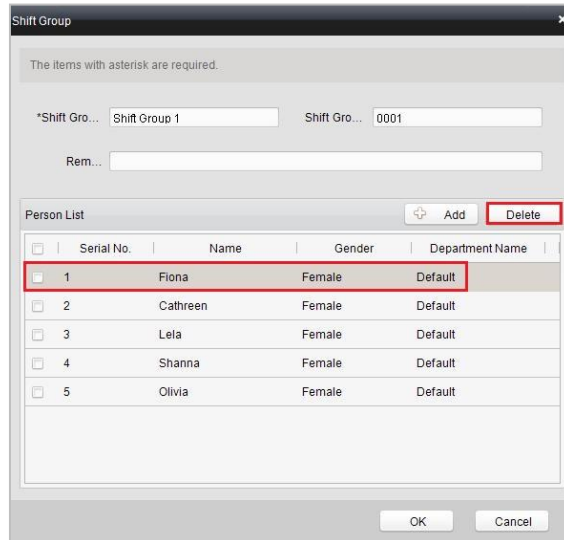 Shift Group
The items with asterisk are required.
*Shift Gro... Shift Group 1 Shift Gro... 0001
Rem...
Person List Add Delete
Serial No. Name Gender Department Name
1 Fiona Female Default
2 Cathreen Female Default
3 Lela Female Default
4 Shanna Female Default
5 Olivia Female Default
OK Cancel